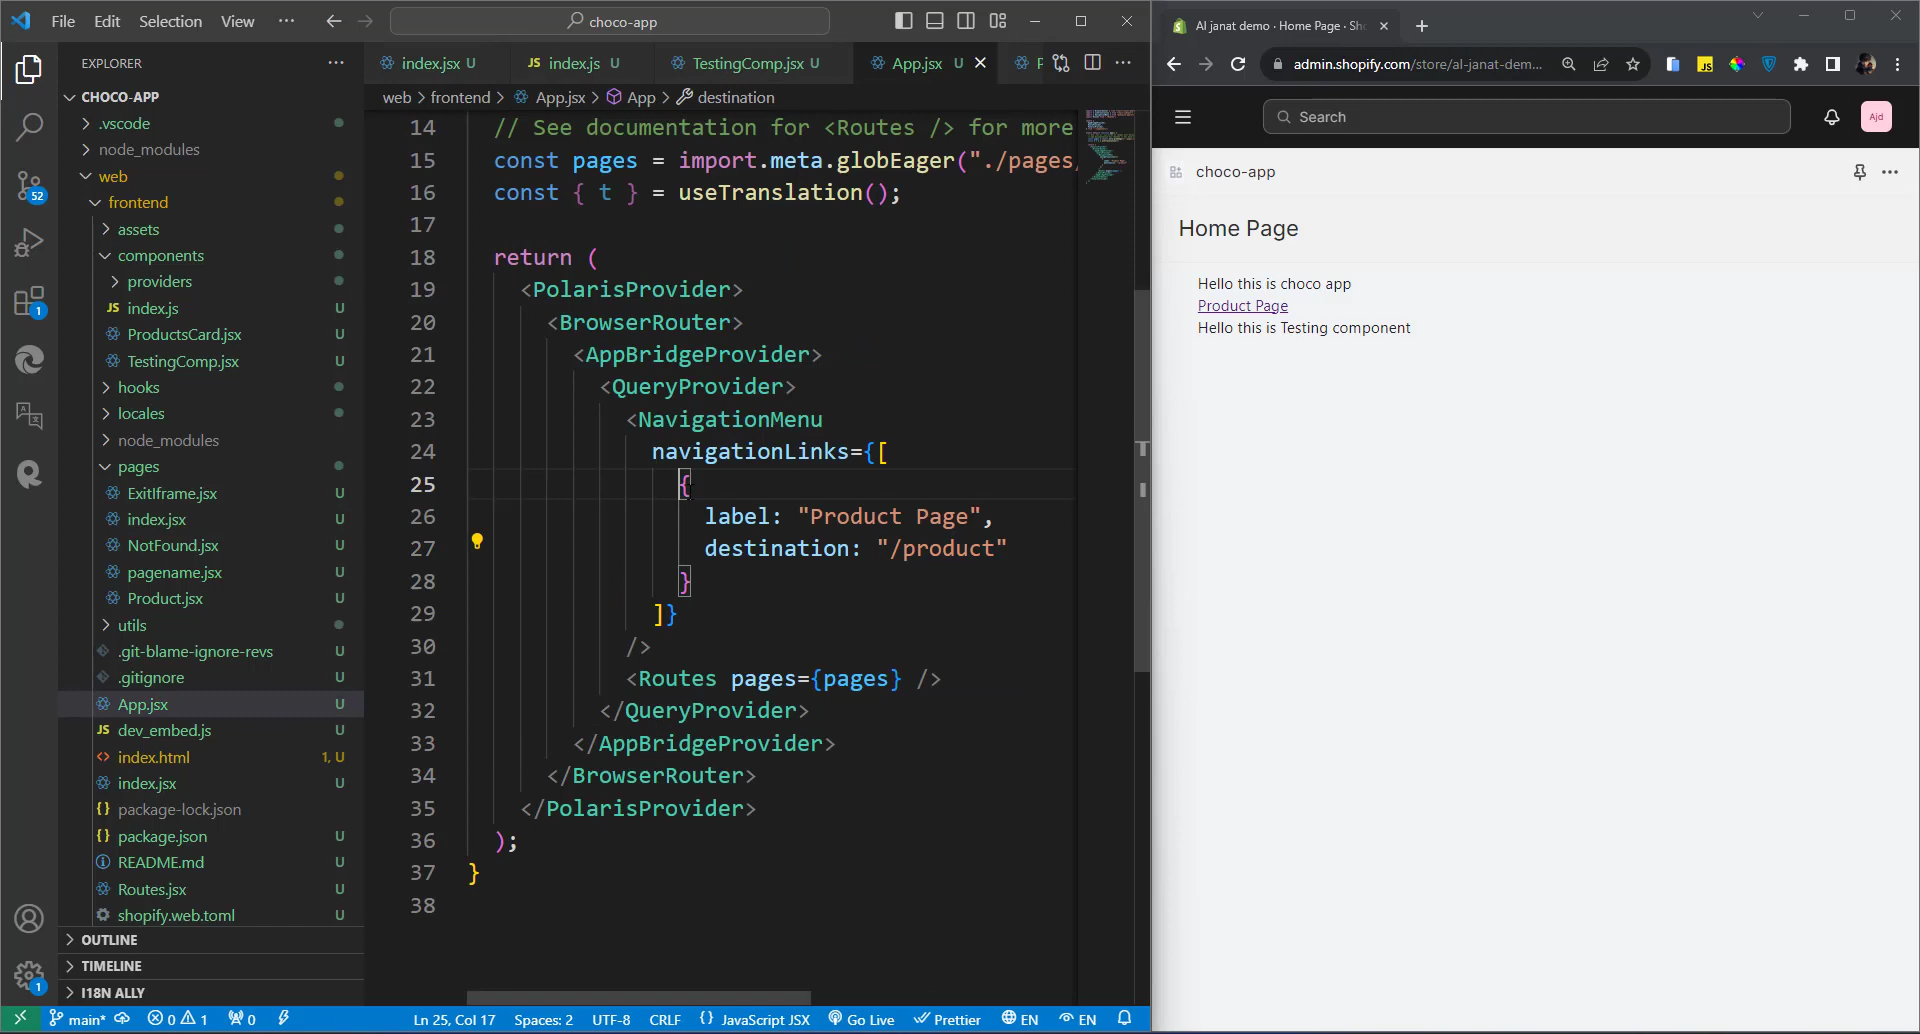 File Edit Selection View ··· choco-app
EXPLORER ···
CHOCO-APP
.vscode
node_modules
web
frontend
assets
components
providers
JS index.js U
ProductsCard.jsx U
TestingComp.jsx U
hooks
locales
node_modules
pages
ExitIframe.jsx U
index.jsx U
NotFound.jsx U
pagename.jsx U
Product.jsx U
utils
.git-blame-ignore-revs
.gitignore U
App.jsx U
JS dev_embed.js U
index.html 1, U
index.jsx U
package-lock.json
package.json U
README.md U
Routes.jsx U
shopify.web.toml U
OUTLINE
TIMELINE
I18N ALLY
52
1
1
index.jsx U JS index.js U TestingComp.jsx U App.jsx U
web > frontend > App.jsx > App > destination
14 // See documentation for <Routes /> for more
15 const pages = import.meta.globEager("./pages
16 const { t } = useTranslation();
17
18 return (
19 <PolarisProvider>
20 <BrowserRouter>
21 <AppBridgeProvider>
22 <QueryProvider>
23 <NavigationMenu
24 navigationLinks={[
25 {
26 label: "Product Page",
27 destination: "/product"
28 }
29 ]}
30 />
31 <Routes pages={pages} />
32 </QueryProvider>
33 </AppBridgeProvider>
34 </BrowserRouter>
35 </PolarisProvider>
36 );
37 }
38
main* 0 1 0 Ln 25, Col 17 Spaces: 2 UTF-8 CRLF {} JavaScript JSX Go Live Prettier EN EN
Al janat demo · Home Page · Sh
admin.shopify.com/store/al-janat-dem...
JS
Search
Ajd
choco-app
Home Page
Hello this is choco app
Product Page
Hello this is Testing component